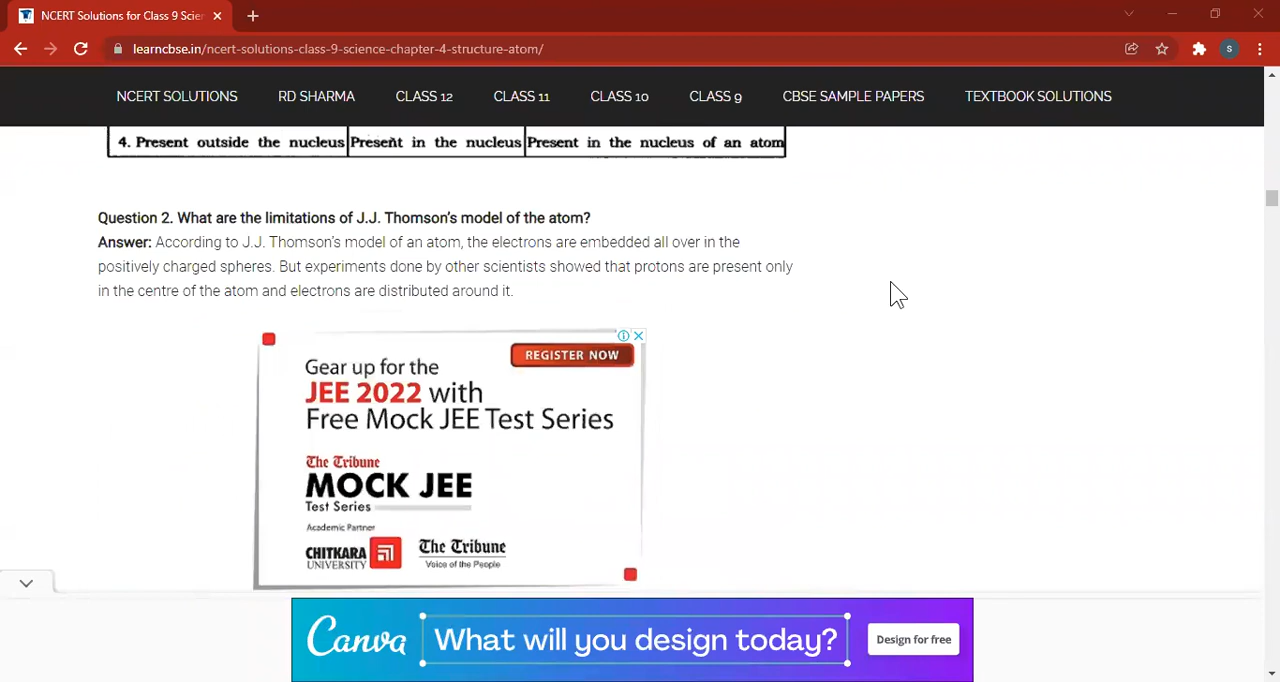 NCERT Solutions for Class 9 Scie
learncbse.in/ncert-solutions-class-9-science-chapter-4-structure-atom/
S
NCERT SOLUTIONS RD SHARMA CLASS 12 CLASS 11 CLASS 10 CLASS 9 CBSE SAMPLE PAPERS TEXTBOOK SOLUTIONS
4. Present outside the nucleus Present in the nucleus Present in the nucleus of an atom
Question 2. What are the limitations of J.J. Thomson's model of the atom?
Answer: According to J.J. Thomson's model of an atom, the electrons are embedded all over in the
positively charged spheres. But experiments done by other scientists showed that protons are present only
in the centre of the atom and electrons are distributed around it.
REGISTER NOW
Gear up for the
JEE 2022 with
Free Mock JEE Test Series
The Tribune
MOCK JEE
Test Series
Academic Partner
CHITKARA
UNIVERSITY
The Tribune
Voice of the People
Canva What will you design today? Design for free